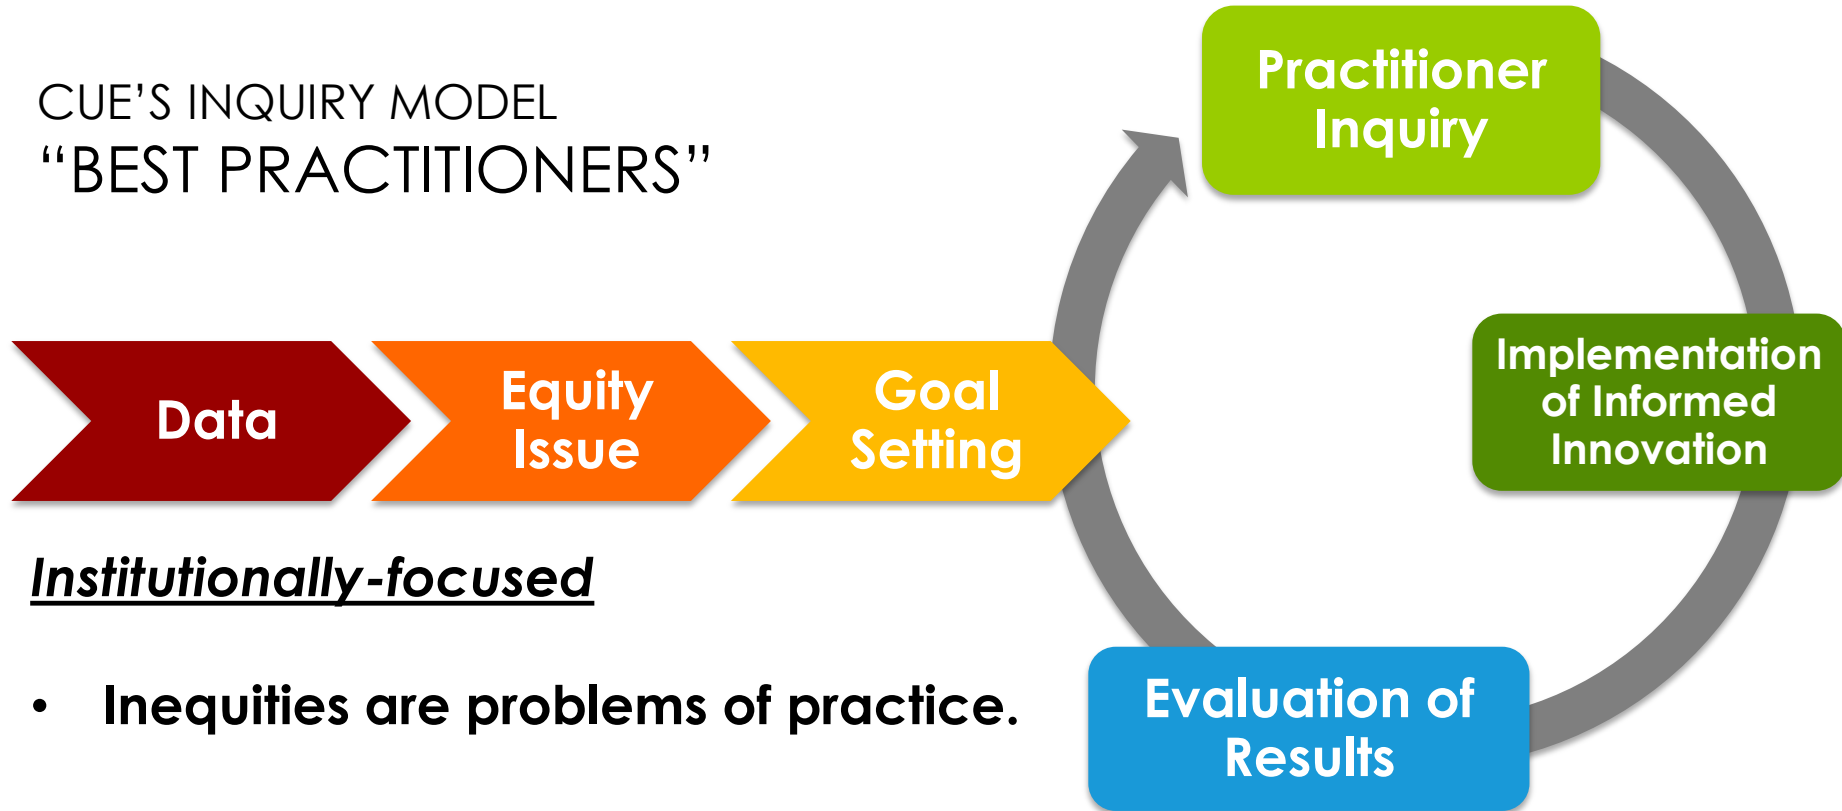 CUE’S INQUIRY MODEL
“BEST PRACTITIONERS”
Data
Equity
Issue
Goal
Setting
Practitioner
Inquiry
Implementation
of Informed
Innovation
Evaluation of
Results
Institutionally-focused
• Inequities are problems of practice.